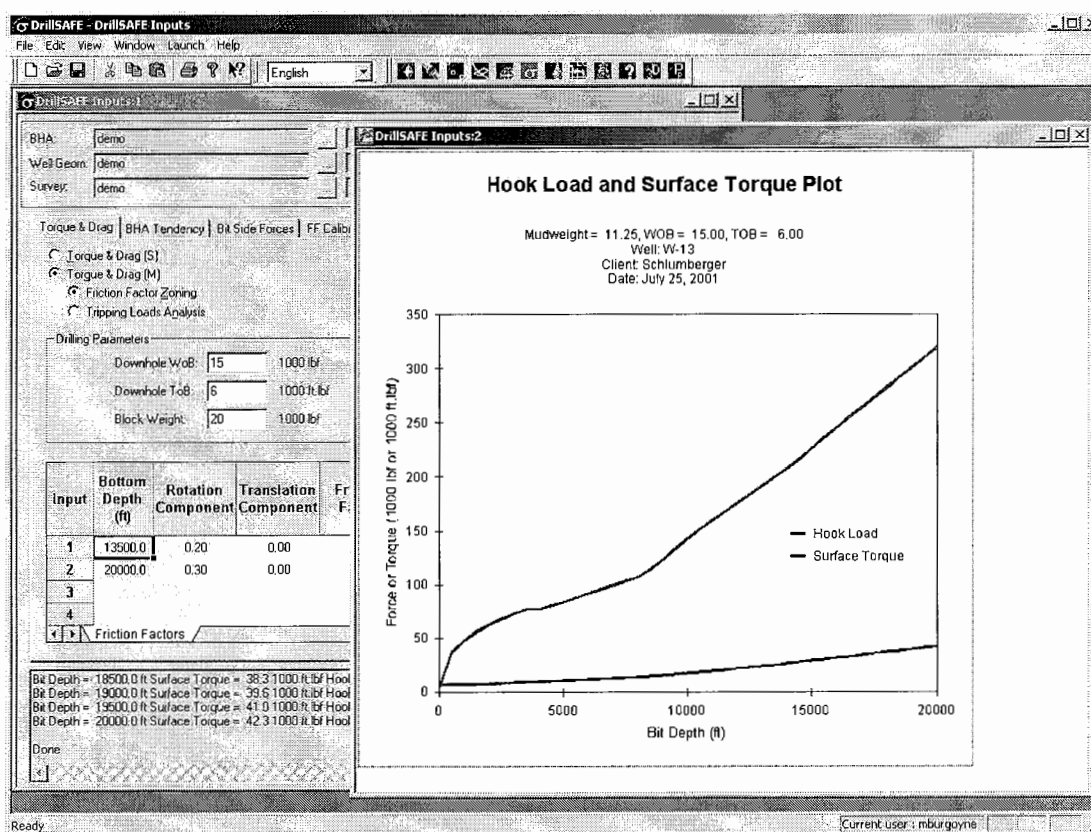 DrillSAFE - DrillSAFE Inputs
File Edit View Window Launch Help
English
DrillSAFE Inputs:1
BHA: demo
Well Geom: demo
Survey: demo
Torque & Drag BHA Tendency Bit Side Forces FF Calib
Torque & Drag (S)
Torque & Drag (M)
Friction Factor Zoning
Tripping Loads Analysis
Drilling Parameters
Downhole WoB: 15 1000 lbf
Downhole ToB: 6 1000 ft.lbf
Block Weight: 20 1000 lbf
Input Bottom Depth (ft) Rotation Component Translation Component Fr F
1 13500.0 0.20 0.00
2 20000.0 0.30 0.00
3
4
Friction Factors
Bit Depth = 18500.0 ft Surface Torque = 38.3 1000 ft.lbf Hool
Bit Depth = 19000.0 ft Surface Torque = 39.6 1000 ft.lbf Hool
Bit Depth = 19500.0 ft Surface Torque = 41.0 1000 ft.lbf Hool
Bit Depth = 20000.0 ft Surface Torque = 42.3 1000 ft.lbf Hool
Done
DrillSAFE Inputs:2
Hook Load and Surface Torque Plot
Mudweight = 11.25, WOB = 15.00, TOB = 6.00
Well: W-13
Client: Schlumberger
Date: July 25, 2001
Force or Torque (1000 lbf or 1000 ft.lbf)
350
300
250
200
150
100
50
0
0 5000 10000 15000 20000
Bit Depth (ft)
Hook Load
Surface Torque
Ready
Current user : mburgoyne